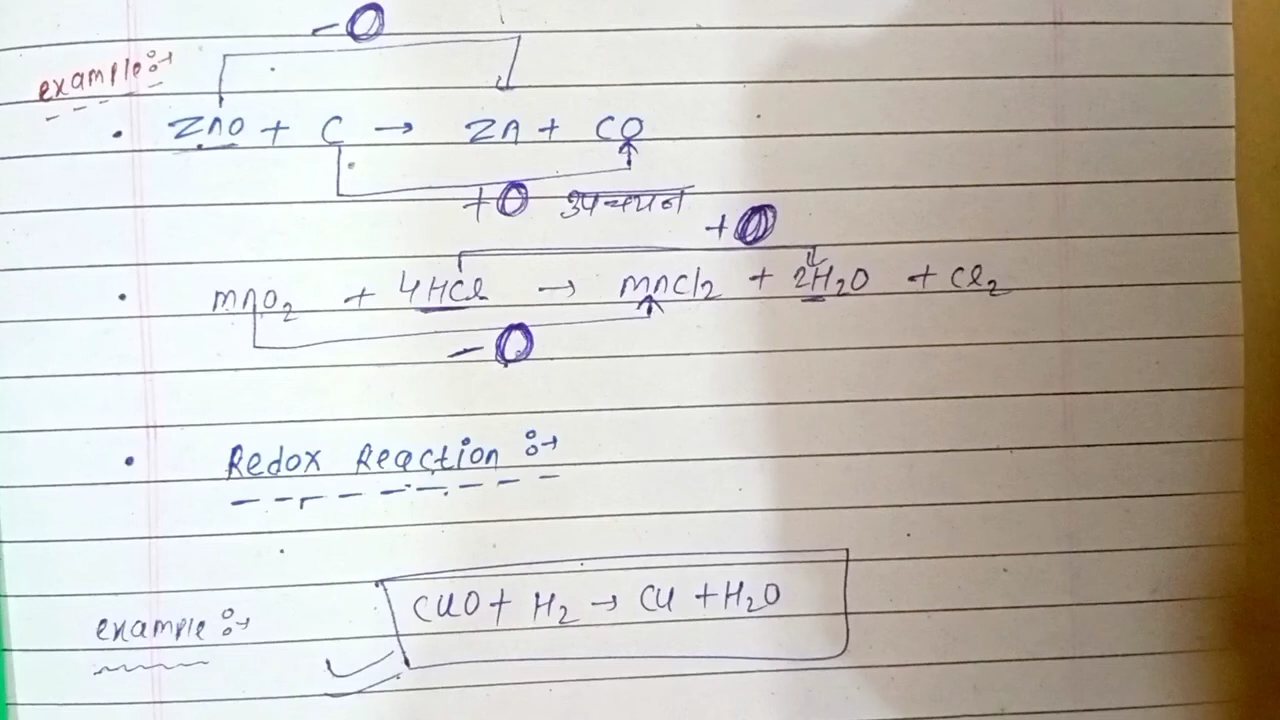 - O
example :-
• ZnO + C → Zn + CO
+ O उपचयन
+ O
• mnO2 + 4HCl → mnCl2 + 2H2O + Cl2
- O
• Redox Reaction :-
example :- CuO + H2 → Cu + H2O